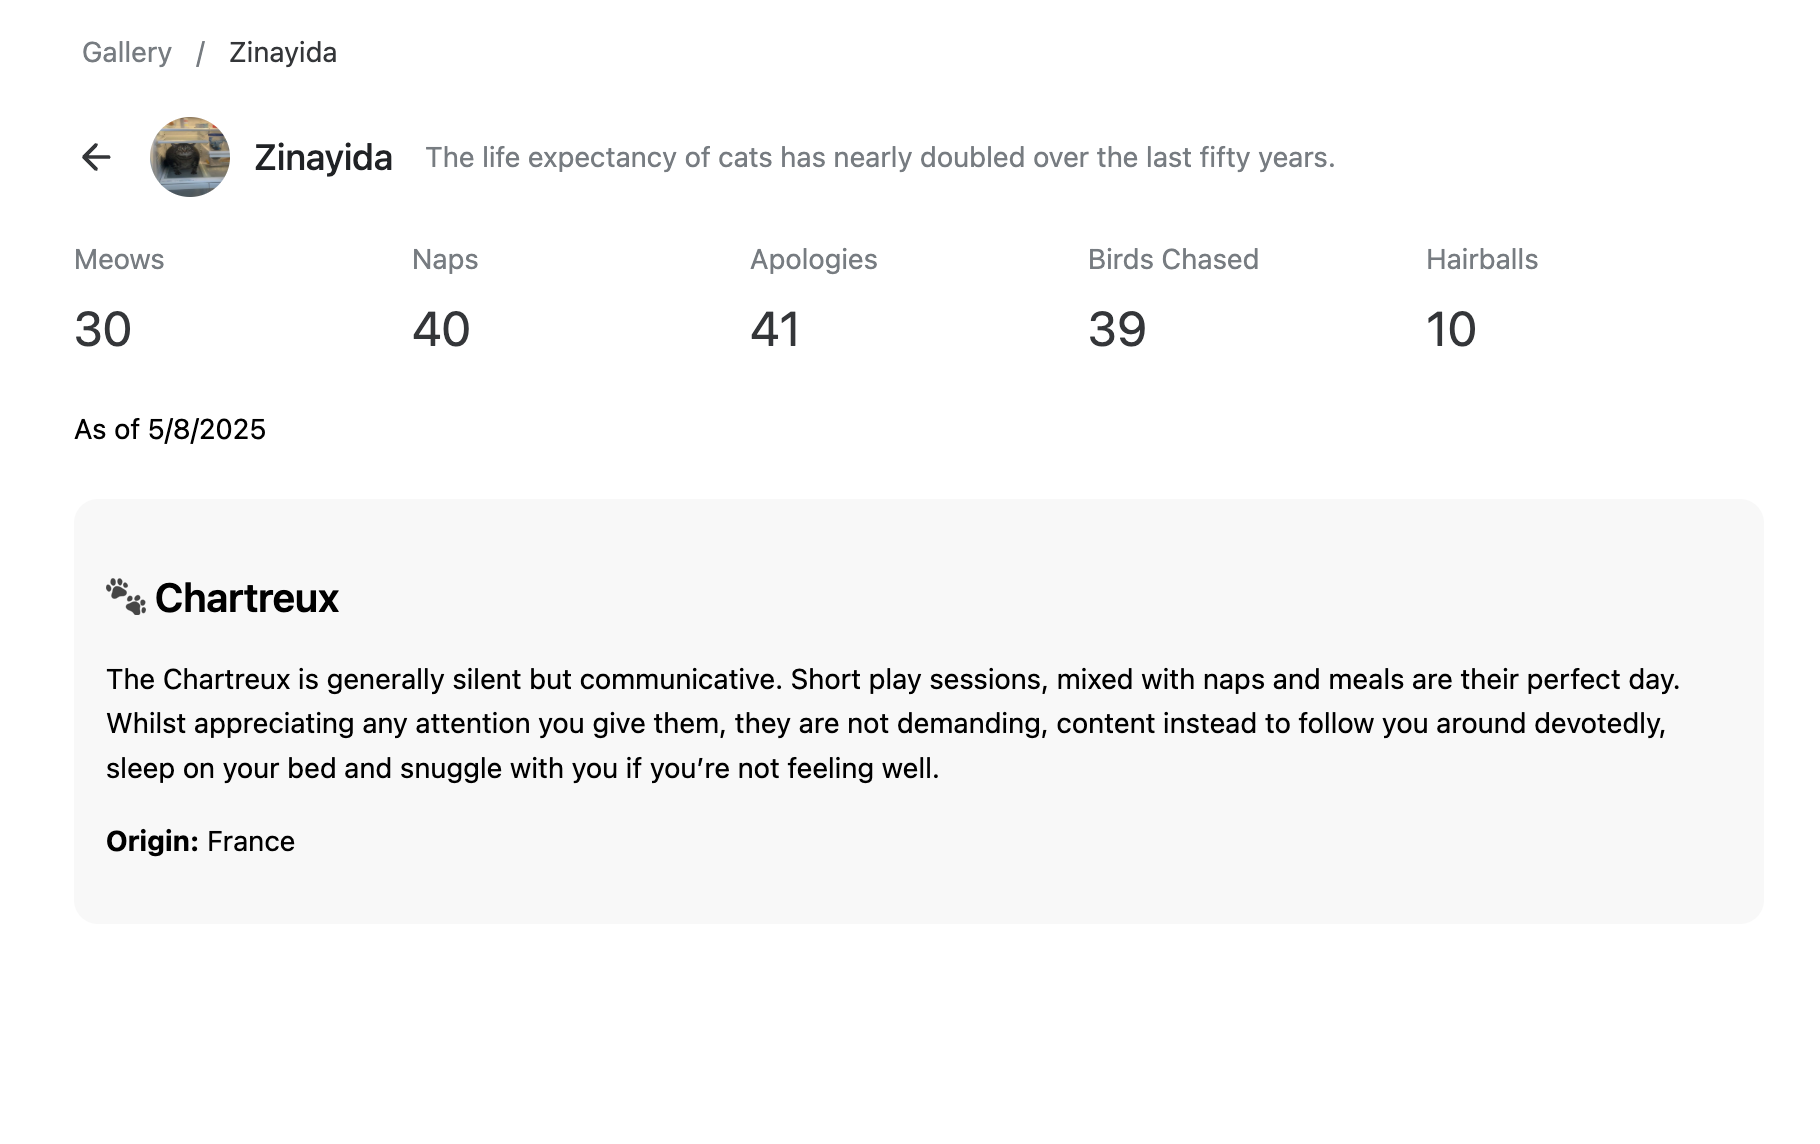 Gallery / Zinayida
Zinayida The life expectancy of cats has nearly doubled over the last fifty years.
Meows Naps Apologies Birds Chased Hairballs
30 40 41 39 10
As of 5/8/2025
Chartreux
The Chartreux is generally silent but communicative. Short play sessions, mixed with naps and meals are their perfect day.
Whilst appreciating any attention you give them, they are not demanding, content instead to follow you around devotedly,
sleep on your bed and snuggle with you if you’re not feeling well.
Origin: France